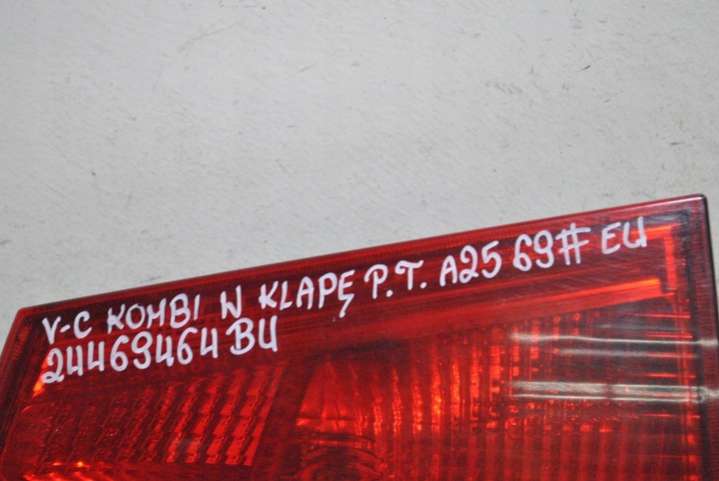 V-C KOMBI W KLAPĘ P.T. A25 69# EU
24469464 BU